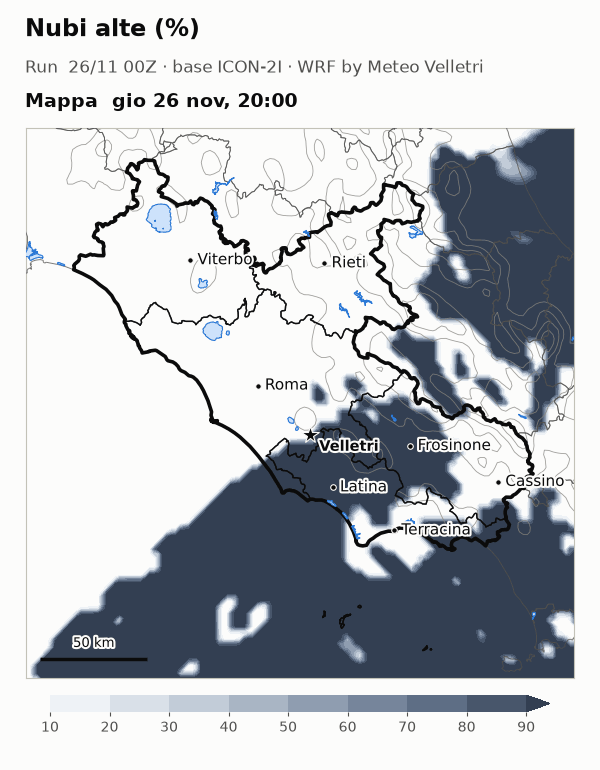 Nubi alte (%)
Run  26/11 00Z · base ICON-2I · WRF by Meteo Velletri
Mappa  gio 26 nov, 20:00
Viterbo
Rieti
Roma
Velletri
Frosinone
Latina
Cassino
Terracina
50 km
10 20 30 40 50 60 70 80 90